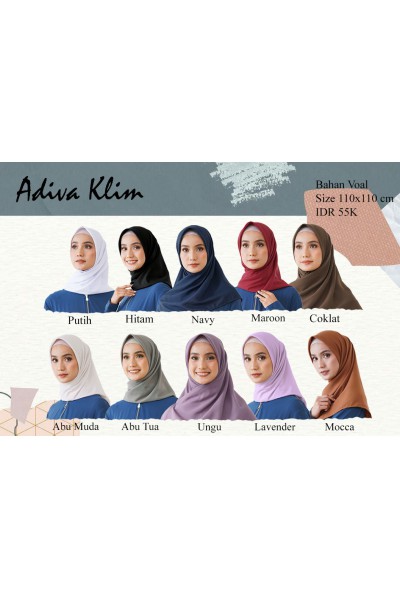 Adiva Klim
Bahan Voal
Size 110x110 cm
IDR 55K
Putih
Hitam
Navy
Maroon
Coklat
Abu Muda
Abu Tua
Ungu
Lavender
Mocca